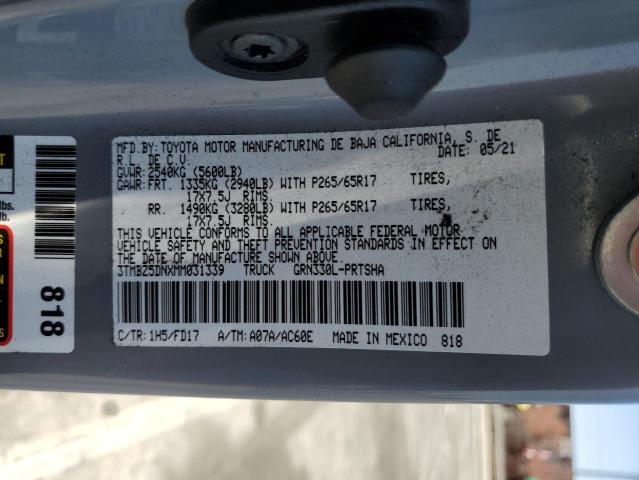 MFD.BY:TOYOTA MOTOR MANUFACTURING DE BAJA CALIFORNIA, S. DE
R.L. DE C.V. DATE: 05/21
GVWR:2540KG (5600LB)
GAWR:FRT. 1335KG (2940LB) WITH P265/65R17 TIRES,
17X7.5J RIMS
RR. 1490KG (3280LB) WITH P265/65R17 TIRES,
17X7.5J RIMS
THIS VEHICLE CONFORMS TO ALL APPLICABLE FEDERAL MOTOR
VEHICLE SAFETY AND THEFT PREVENTION STANDARDS IN EFFECT ON
THE DATE OF MANUFACTURE SHOWN ABOVE.
3TMBZ5DNXMM031339 TRUCK GRN330L-PRTSHA
C/TR:1H5/FD17 A/TM:A07A/AC60E MADE IN MEXICO 818
818
lbs.
lb.